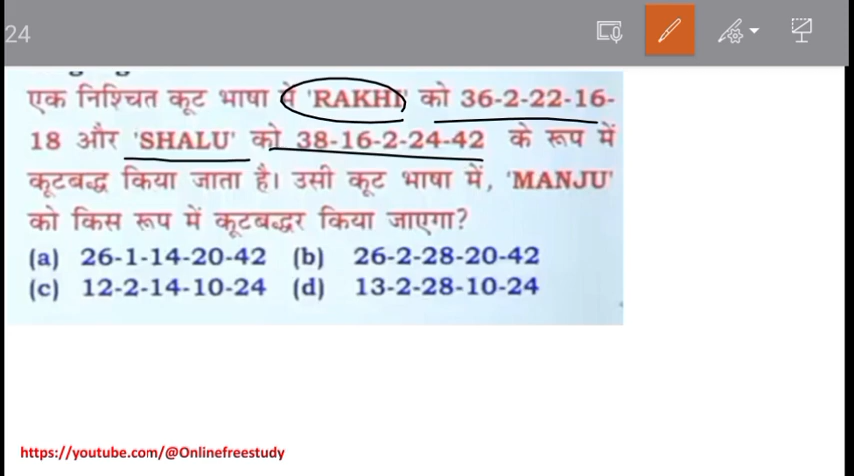 24
एक निश्चित कूट भाषा में 'RAKHI' को 36-2-22-16-
18 और 'SHALU' को 38-16-2-24-42 के रूप में
कूटबद्ध किया जाता है। उसी कूट भाषा में, 'MANJU'
को किस रूप में कूटबद्धर किया जाएगा?
(a) 26-1-14-20-42 (b) 26-2-28-20-42
(c) 12-2-14-10-24 (d) 13-2-28-10-24
https://youtube.com/@Onlinefreestudy